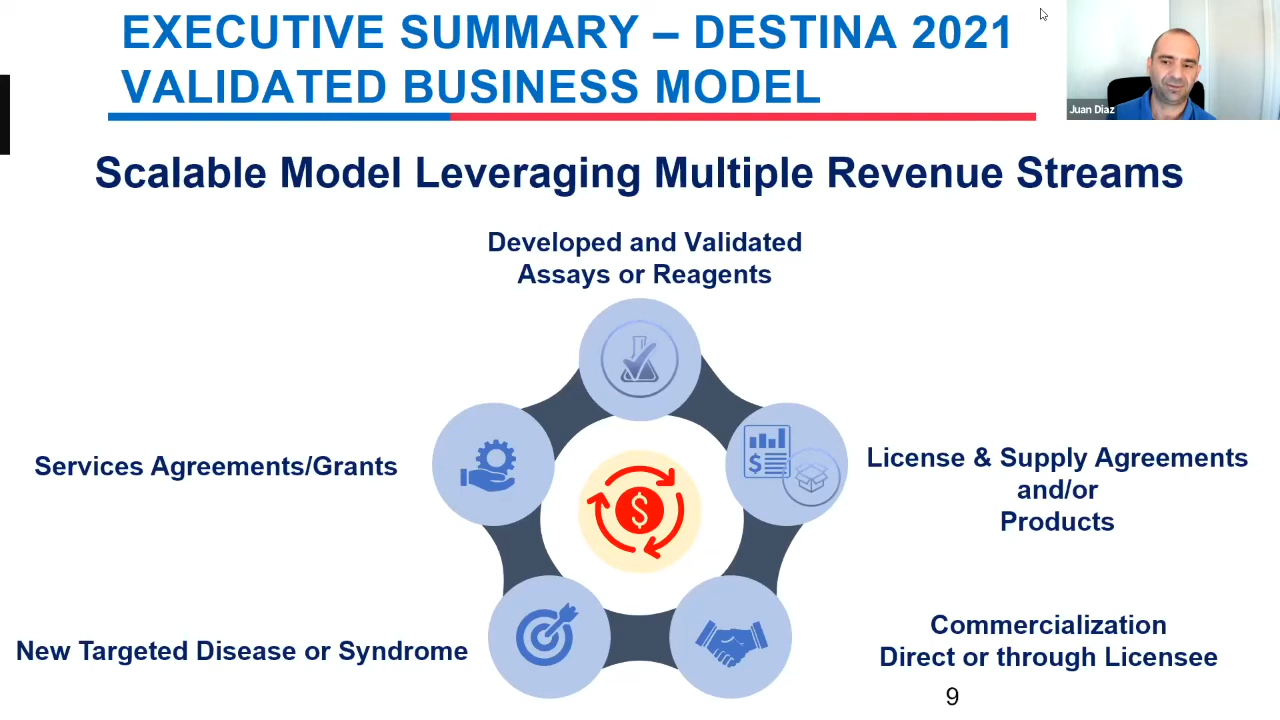 EXECUTIVE SUMMARY – DESTINA 2021
VALIDATED BUSINESS MODEL
Juan Diaz
Scalable Model Leveraging Multiple Revenue Streams
Developed and Validated
Assays or Reagents
$
Services Agreements/Grants
$
License & Supply Agreements
and/or
Products
New Targeted Disease or Syndrome
Commercialization
Direct or through Licensee
9